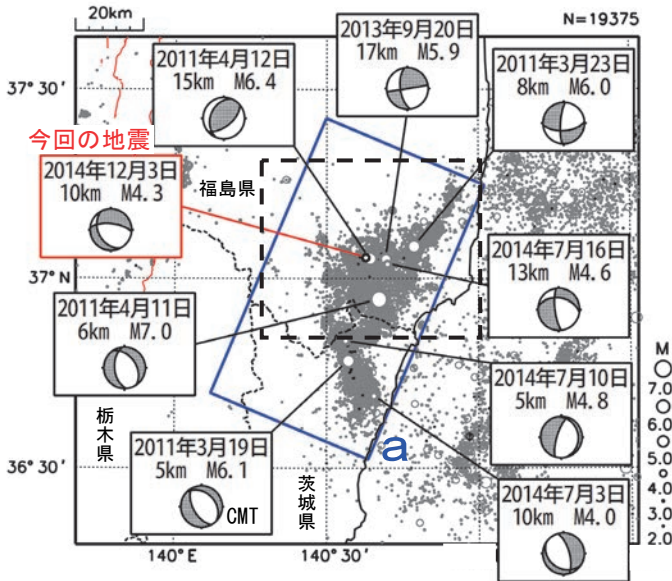 20km
N=19375
2011年4月12日
15km M6.4
2013年9月20日
17km M5.9
2011年3月23日
8km M6.0
37°30′
今回の地震
2014年12月3日
10km M4.3
福島県
37°N
2014年7月16日
13km M4.6
2011年4月11日
6km M7.0
2014年7月10日
5km M4.8
栃木県
2011年3月19日
5km M6.1
CMT
茨城県
a
2014年7月3日
10km M4.0
36°30′
140°E
140°30′
M
7.0
6.0
5.0
4.0
3.0
2.0